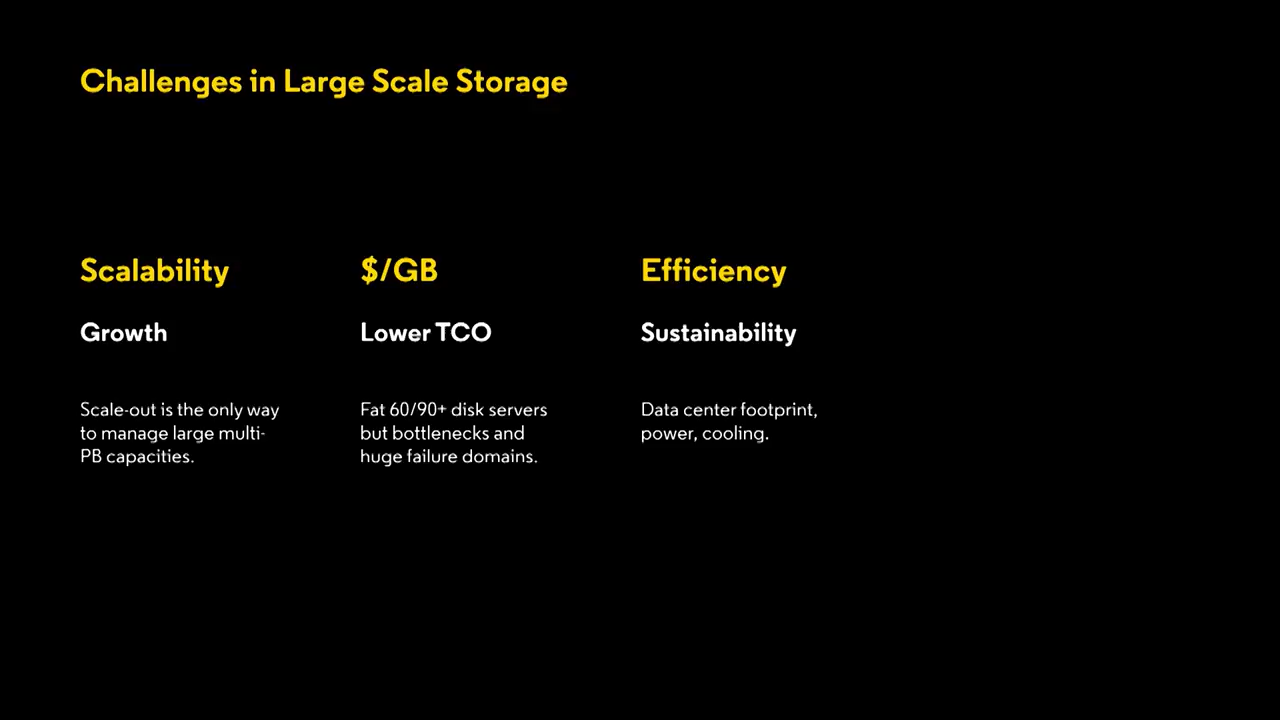 Challenges in Large Scale Storage
Scalability
Growth
Scale-out is the only way
to manage large multi-
PB capacities.
$/GB
Lower TCO
Fat 60/90+ disk servers
but bottlenecks and
huge failure domains.
Efficiency
Sustainability
Data center footprint,
power, cooling.